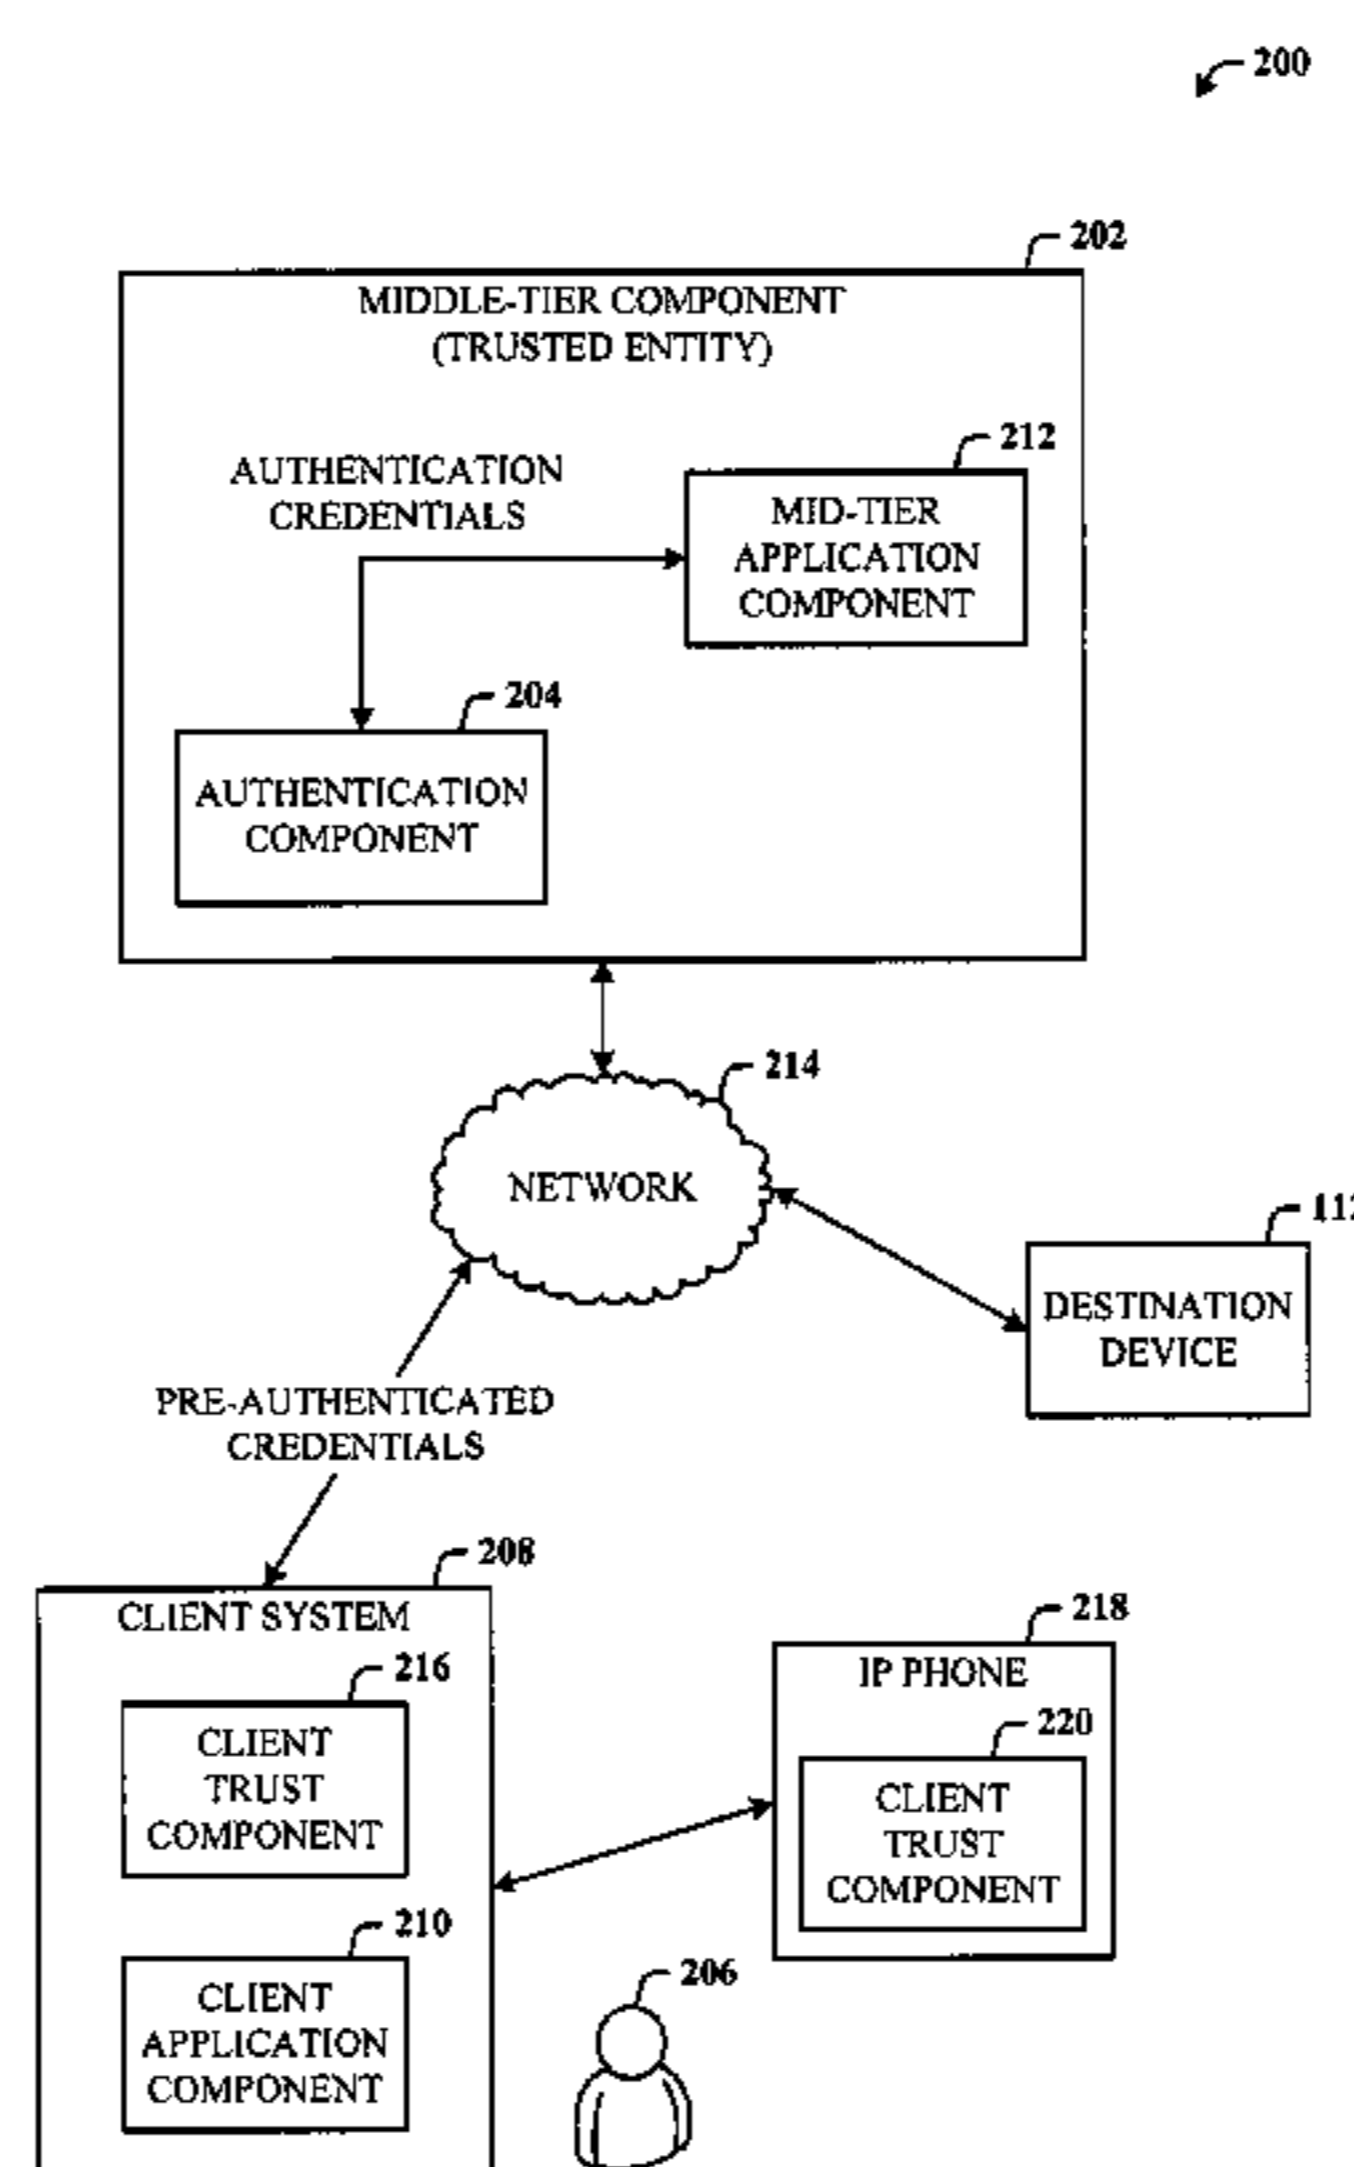 200
202
MIDDLE-TIER COMPONENT
(TRUSTED ENTITY)
212
AUTHENTICATION
CREDENTIALS
MID-TIER
APPLICATION
COMPONENT
204
AUTHENTICATION
COMPONENT
214
NETWORK
DESTINATION
DEVICE
PRE-AUTHENTICATED
CREDENTIALS
208
CLIENT SYSTEM
216
CLIENT
TRUST
COMPONENT
218
IP PHONE
220
CLIENT
TRUST
COMPONENT
210
CLIENT
APPLICATION
COMPONENT
206